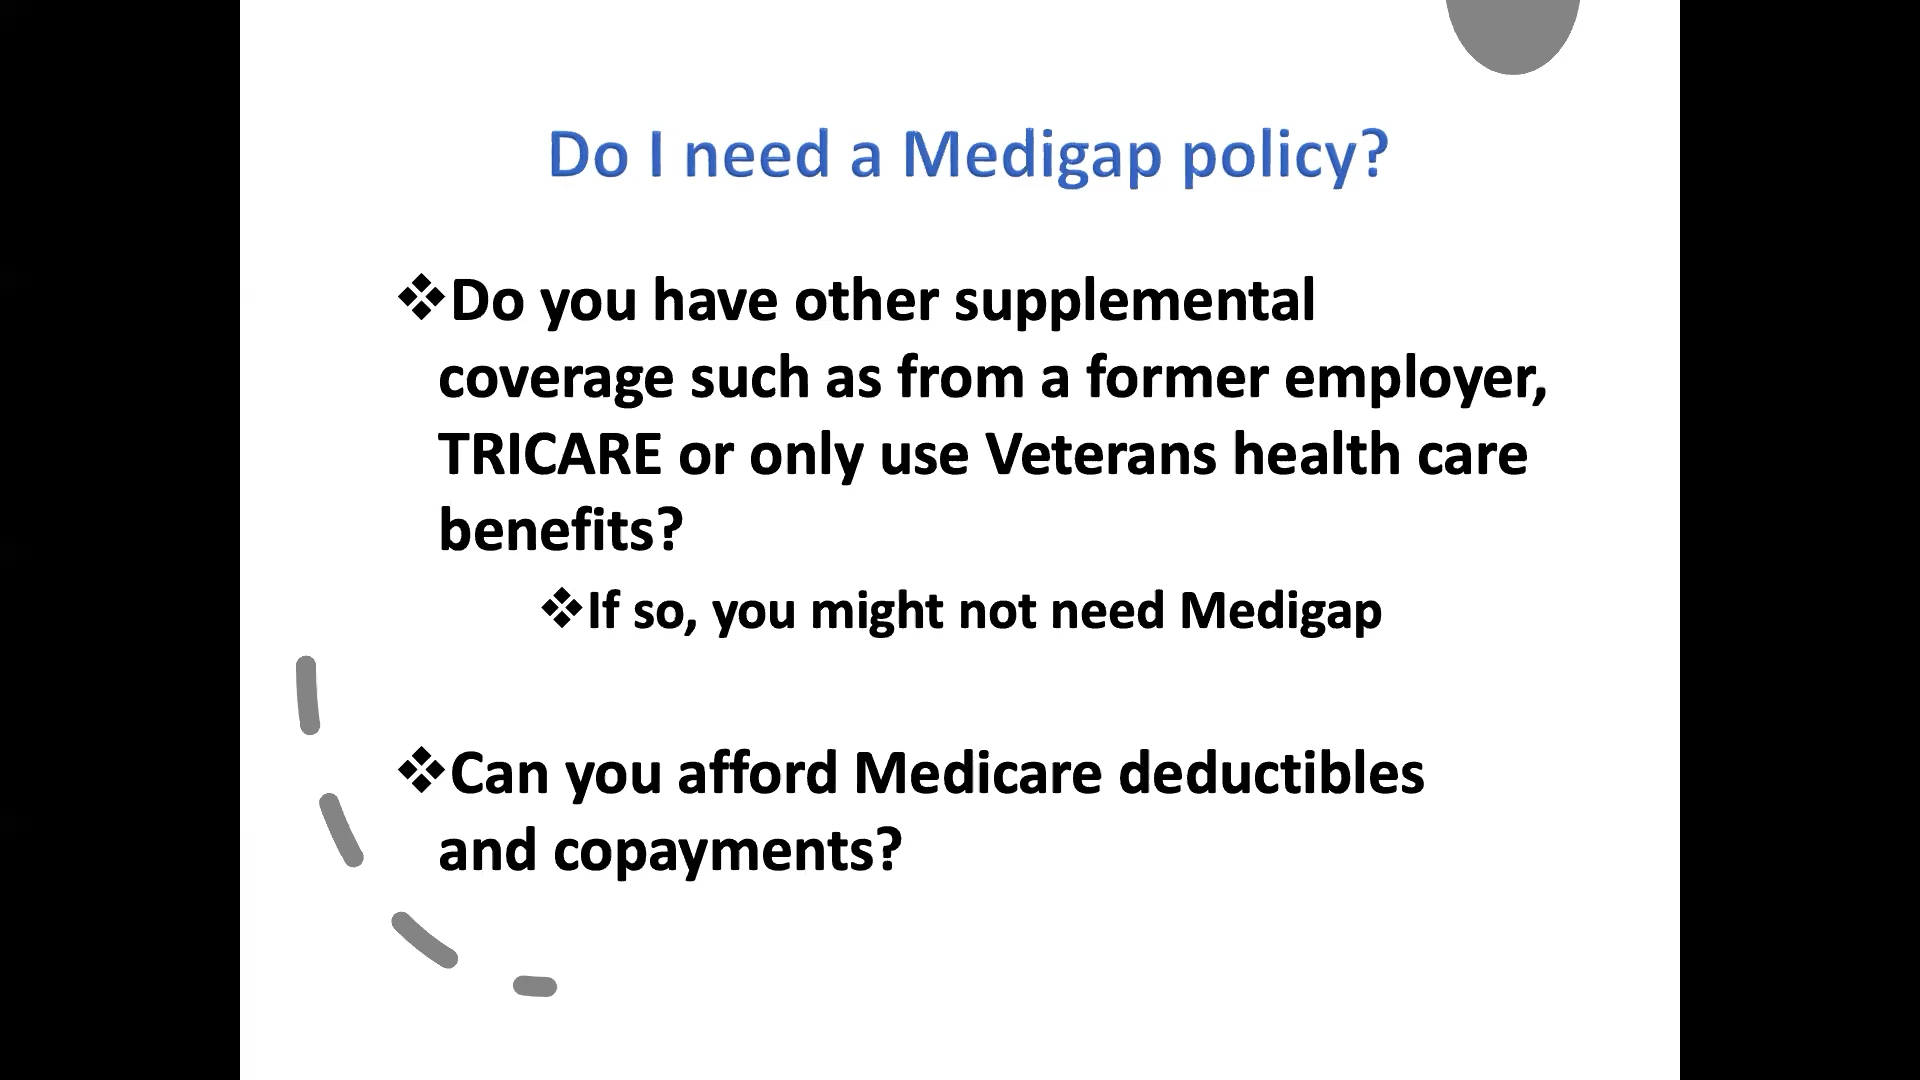 Do I need a Medigap policy?
❖Do you have other supplemental
coverage such as from a former employer,
TRICARE or only use Veterans health care
benefits?
❖If so, you might not need Medigap
❖Can you afford Medicare deductibles
and copayments?